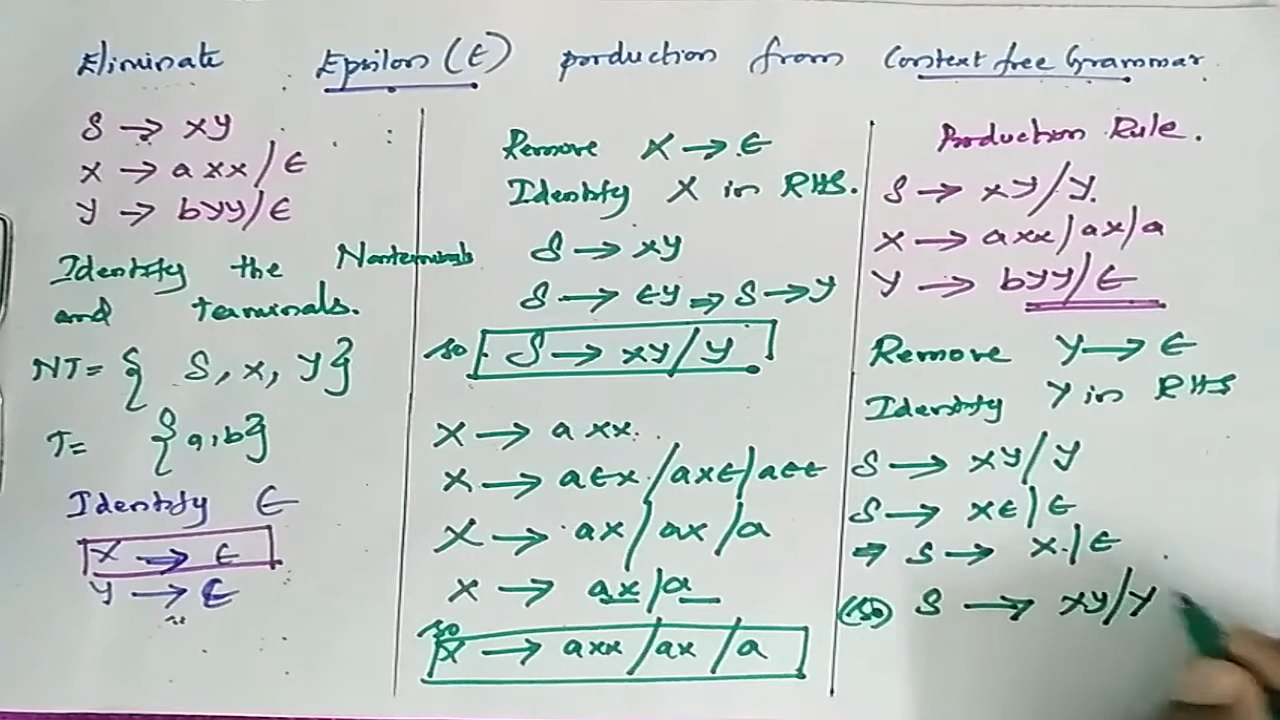 Eliminate Epsilon (ϵ) production from Context free Grammar.
S → XY
X → aXX/ϵ
Y → bYY/ϵ
Identify the Nonterminals
and terminals.
NT = { S, X, Y}
T = {a,b}
Identify ϵ
X → ϵ
Y → ϵ
Remove X → ϵ
Identify X in RHS.
S → XY
S → ϵY ⇒ S → Y
so S → XY/Y
X → aXX.
X → aϵX/aXϵ/aϵϵ
X → aX/aX/a
X → aX/a
so
X → aXX/aX/a
Production Rule.
S → XY/Y.
X → aXX/aX/a
Y → bYY/ϵ
Remove Y → ϵ
Identity Y in RHS
S → XY/Y
S → Xϵ/ϵ
⇒ S → X/ϵ
(so) S → XY/Y